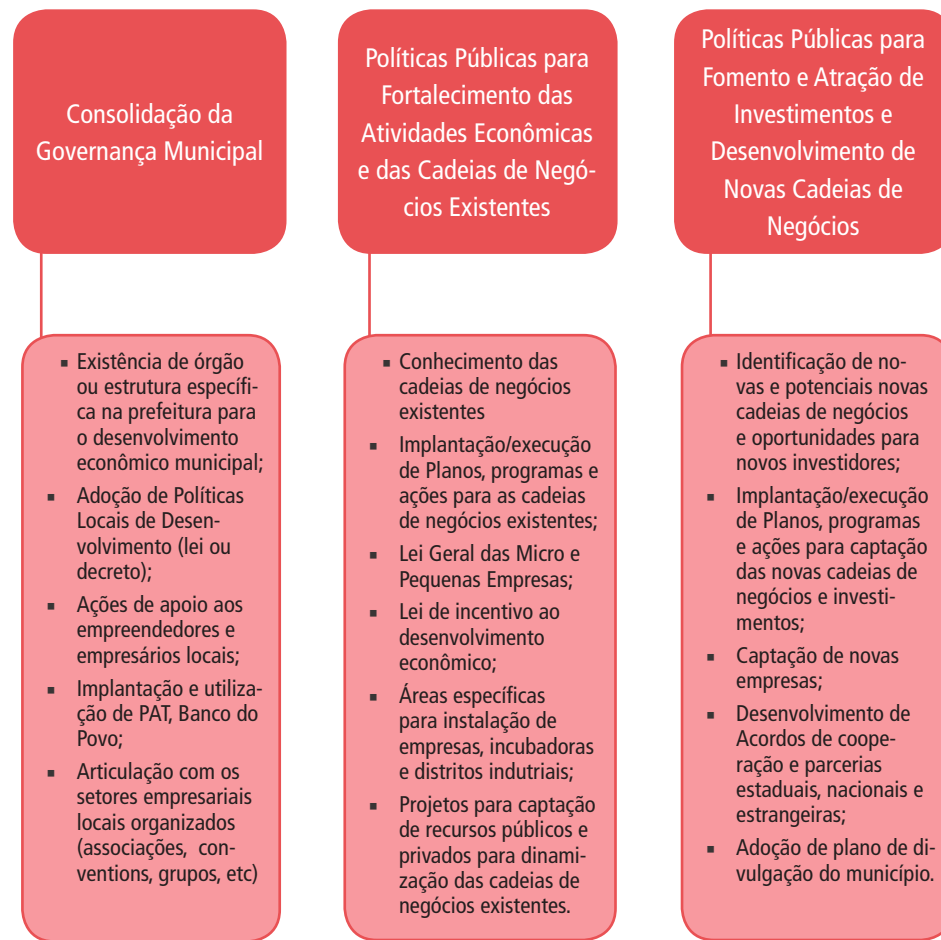 Consolidação da
Governança Municipal
▪ Existência de órgão
ou estrutura específi-
ca na prefeitura para
o desenvolvimento
econômico municipal;
▪ Adoção de Políticas
Locais de Desen-
volvimento (lei ou
decreto);
▪ Ações de apoio aos
empreendedores e
empresários locais;
▪ Implantação e utiliza-
ção de PAT, Banco do
Povo;
▪ Articulação com os
setores empresariais
locais organizados
(associações, con-
ventions, grupos, etc)
Políticas Públicas para
Fortalecimento das
Atividades Econômicas
e das Cadeias de Negó-
cios Existentes
▪ Conhecimento das
cadeias de negócios
existentes
▪ Implantação/execução
de Planos, programas e
ações para as cadeias
de negócios existentes;
▪ Lei Geral das Micro e
Pequenas Empresas;
▪ Lei de incentivo ao
desenvolvimento
econômico;
▪ Áreas específicas
para instalação de
empresas, incubadoras
e distritos indutriais;
▪ Projetos para captação
de recursos públicos e
privados para dinami-
zação das cadeias de
negócios existentes.
Políticas Públicas para
Fomento e Atração de
Investimentos e
Desenvolvimento de
Novas Cadeias de
Negócios
▪ Identificação de no-
vas e potenciais novas
cadeias de negócios
e oportunidades para
novos investidores;
▪ Implantação/execução
de Planos, programas
e ações para captação
das novas cadeias de
negócios e investi-
mentos;
▪ Captação de novas
empresas;
▪ Desenvolvimento de
Acordos de coope-
ração e parcerias
estaduais, nacionais e
estrangeiras;
▪ Adoção de plano de di-
vulgação do município.